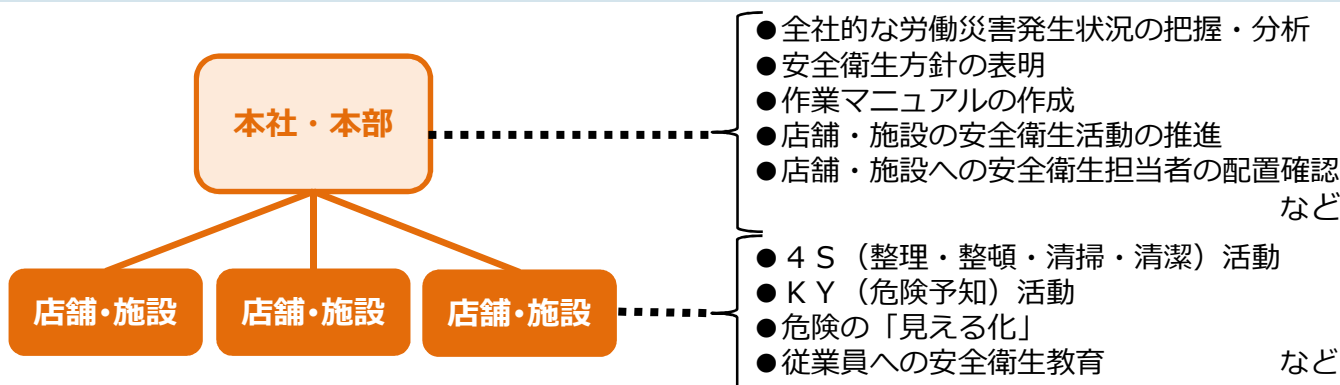 本社・本部
●全社的な労働災害発生状況の把握・分析
●安全衛生方針の表明
●作業マニュアルの作成
●店舗・施設の安全衛生活動の推進
●店舗・施設への安全衛生担当者の配置確認
など
店舗・施設
店舗・施設
店舗・施設
●４Ｓ（整理・整頓・清掃・清潔）活動
●ＫＹ（危険予知）活動
●危険の「見える化」
●従業員への安全衛生教育　など